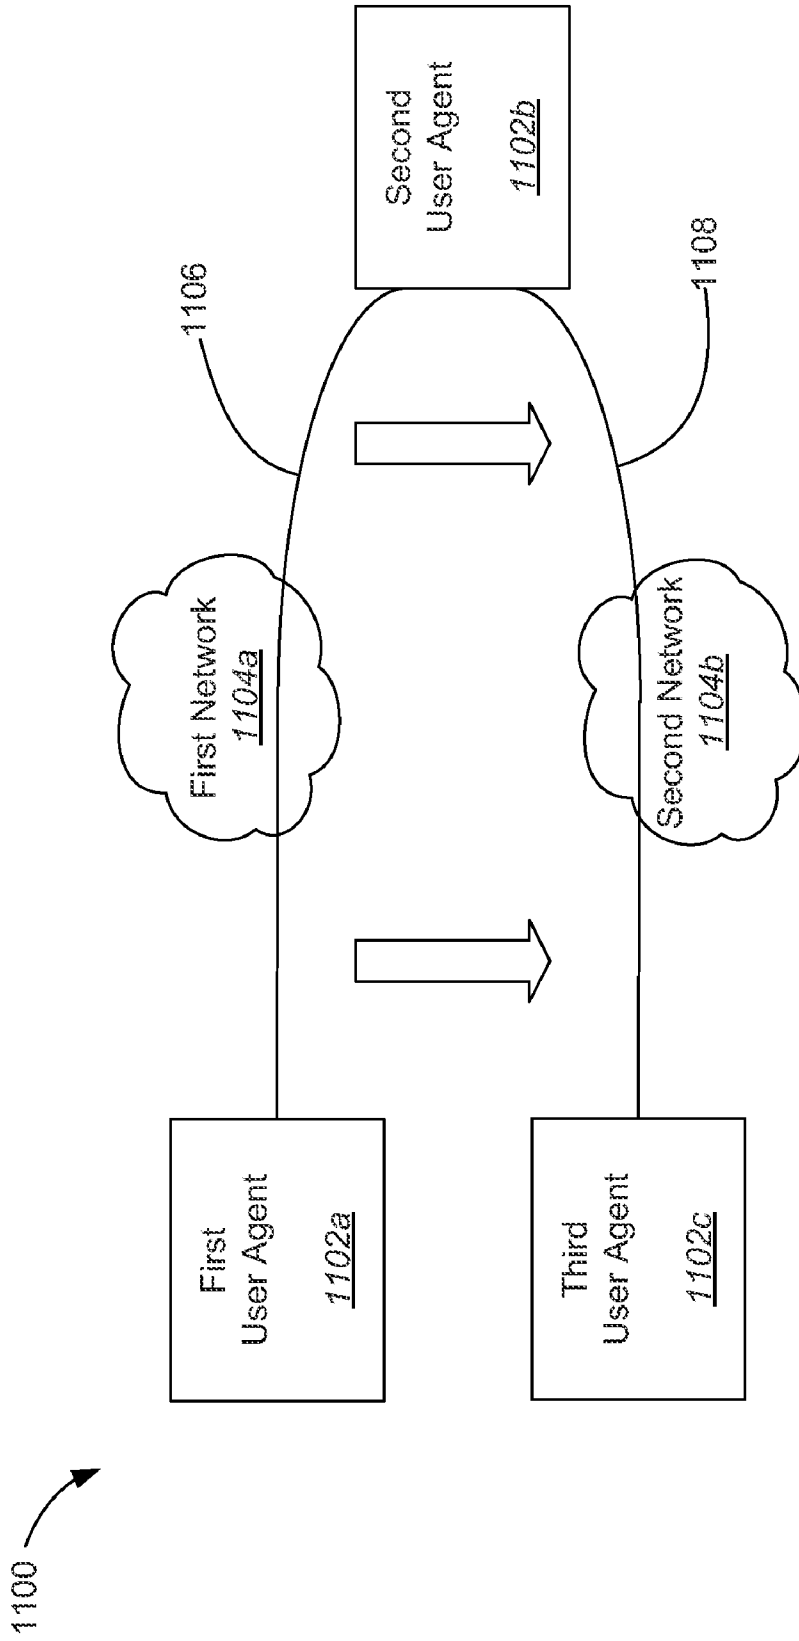 1100
First
User Agent
1102a
First Network
1104a
1106
Second
User Agent
1102b
Third
User Agent
1102c
Second Network
1104b
1108